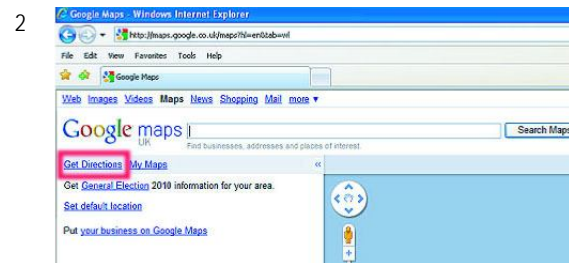 2
Google Maps - Windows Internet Explorer
http://maps.google.co.uk/maps?hl=en&tab=wl
File Edit View Favorites Tools Help
Google Maps
Web Images Videos Maps News Shopping Mail more ▼
Google maps UK Search Maps
Find businesses, addresses and places of interest.
Get Directions My Maps «
Get General Election 2010 information for your area.
Set default location
Put your business on Google Maps